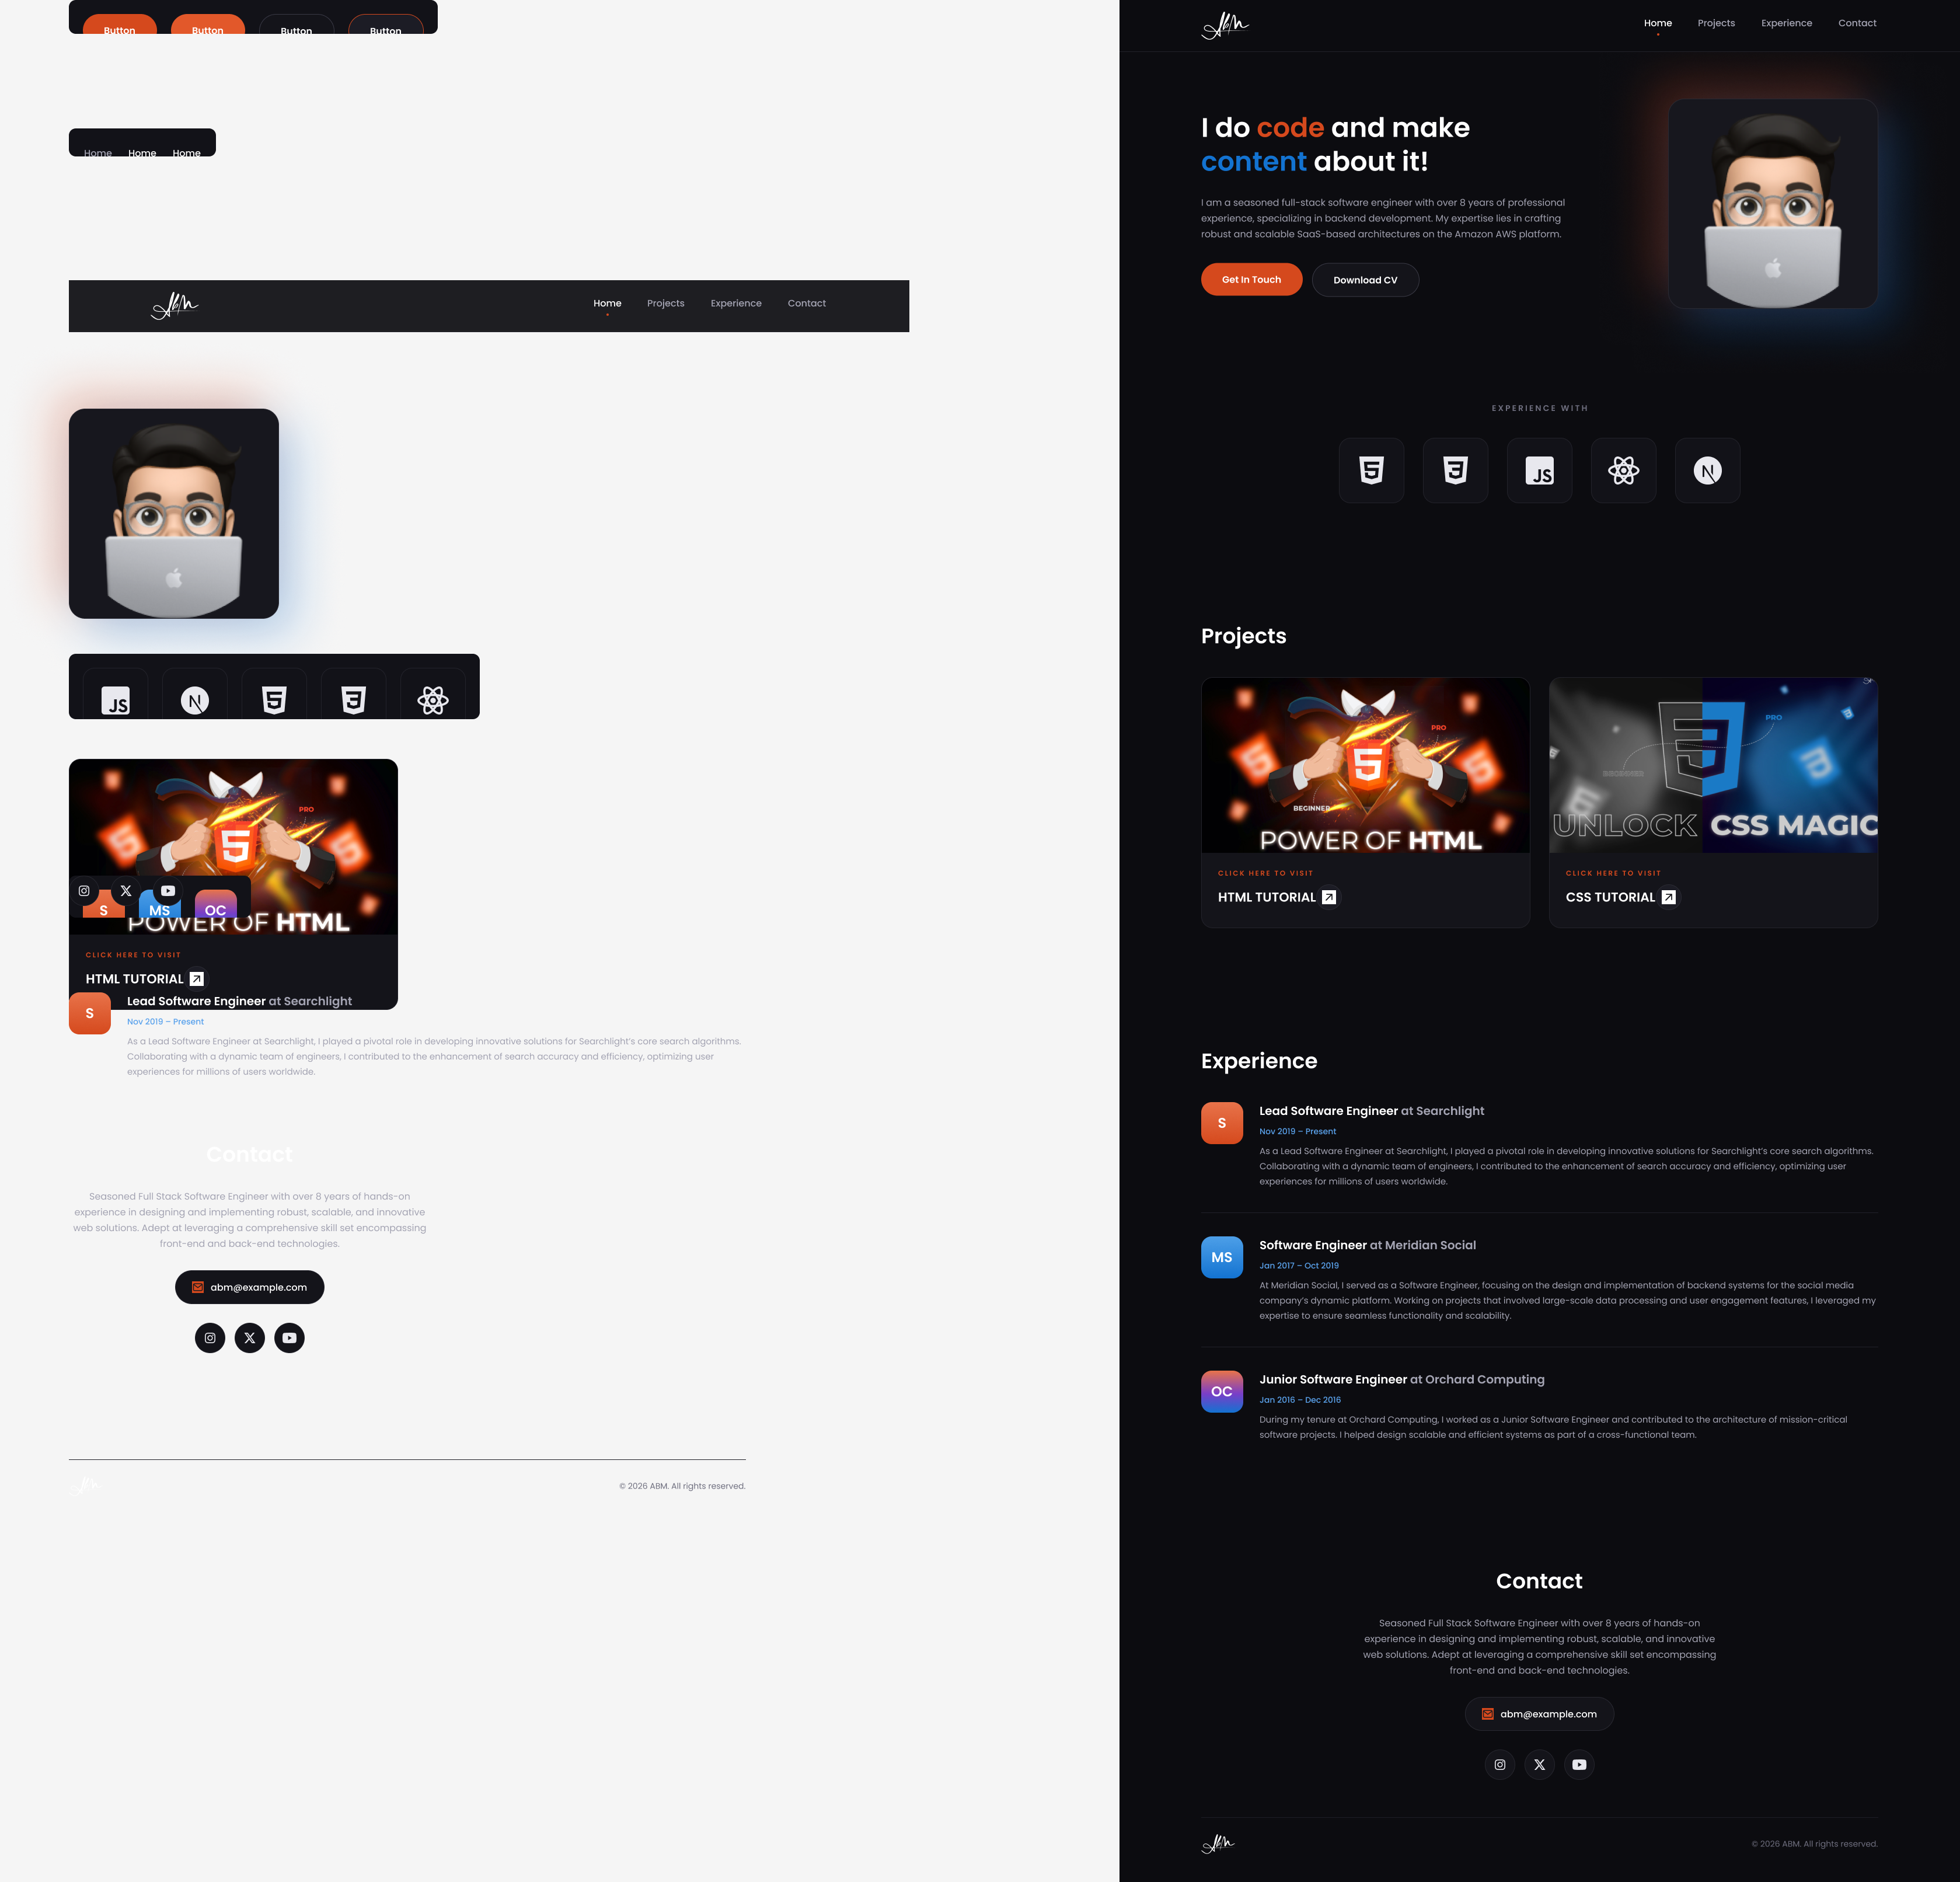 Button
Button
Button
Button
Home
Home
Home
Home
Projects
Experience
Contact
JS
N
5
3
PRO
5
POWER OF HTML
S
MS
OC
CLICK HERE TO VISIT
HTML TUTORIAL
S
Lead Software Engineer at Searchlight
Nov 2019 – Present
As a Lead Software Engineer at Searchlight, I played a pivotal role in developing innovative solutions for Searchlight's core search algorithms.
Collaborating with a dynamic team of engineers, I contributed to the enhancement of search accuracy and efficiency, optimizing user
experiences for millions of users worldwide.
Contact
Seasoned Full Stack Software Engineer with over 8 years of hands-on
experience in designing and implementing robust, scalable, and innovative
web solutions. Adept at leveraging a comprehensive skill set encompassing
front-end and back-end technologies.
abm@example.com
© 2026 ABM. All rights reserved.
Home
Projects
Experience
Contact
I do code and make
content about it!
I am a seasoned full-stack software engineer with over 8 years of professional
experience, specializing in backend development. My expertise lies in crafting
robust and scalable SaaS-based architectures on the Amazon AWS platform.
Get In Touch
Download CV
EXPERIENCE WITH
5
3
JS
N
Projects
PRO
5
BEGINNER
POWER OF HTML
CLICK HERE TO VISIT
HTML TUTORIAL
PRO
BEGINNER
UNLOCK CSS MAGIC
CLICK HERE TO VISIT
CSS TUTORIAL
Experience
S
Lead Software Engineer at Searchlight
Nov 2019 – Present
As a Lead Software Engineer at Searchlight, I played a pivotal role in developing innovative solutions for Searchlight's core search algorithms.
Collaborating with a dynamic team of engineers, I contributed to the enhancement of search accuracy and efficiency, optimizing user
experiences for millions of users worldwide.
MS
Software Engineer at Meridian Social
Jan 2017 – Oct 2019
At Meridian Social, I served as a Software Engineer, focusing on the design and implementation of backend systems for the social media
company's dynamic platform. Working on projects that involved large-scale data processing and user engagement features, I leveraged my
expertise to ensure seamless functionality and scalability.
OC
Junior Software Engineer at Orchard Computing
Jan 2016 – Dec 2016
During my tenure at Orchard Computing, I worked as a Junior Software Engineer and contributed to the architecture of mission-critical
software projects. I helped design scalable and efficient systems as part of a cross-functional team.
Contact
Seasoned Full Stack Software Engineer with over 8 years of hands-on
experience in designing and implementing robust, scalable, and innovative
web solutions. Adept at leveraging a comprehensive skill set encompassing
front-end and back-end technologies.
abm@example.com
© 2026 ABM. All rights reserved.